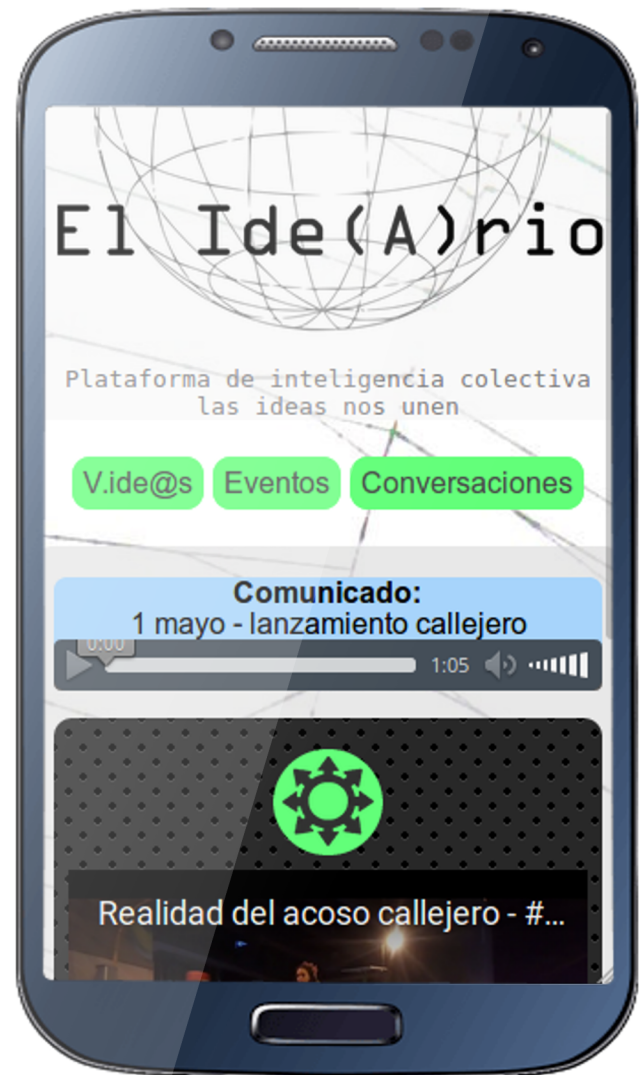 El Ide(A)rio
Plataforma de inteligencia colectiva
las ideas nos unen
V.ide@s Eventos Conversaciones
Comunicado:
1 mayo - lanzamiento callejero
0:00
1:05
Realidad del acoso callejero - #...